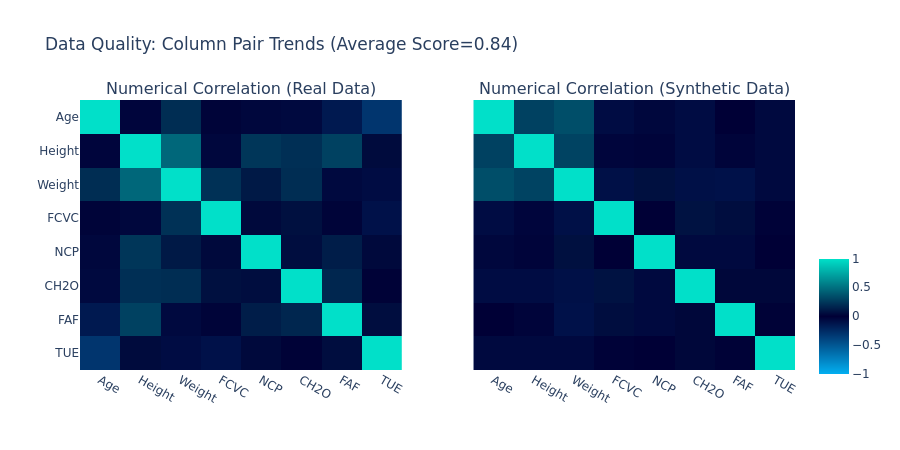 Data Quality: Column Pair Trends (Average Score=0.84)
Numerical Correlation (Real Data)
Numerical Correlation (Synthetic Data)
Age
Height
Weight
FCVC
NCP
CH2O
FAF
TUE
Age
Height
Weight
FCVC
NCP
CH2O
FAF
TUE
Age
Height
Weight
FCVC
NCP
CH2O
FAF
TUE
1
0.5
0
−0.5
−1